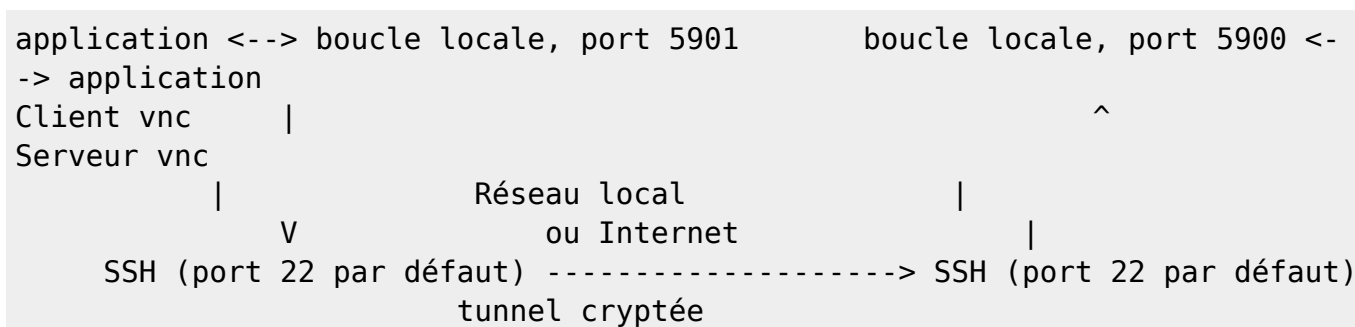 application <--> boucle locale, port 5901        boucle locale, port 5900 <-
-> application
Client vnc     |                                              ^
Serveur vnc
           |              Réseau local               |
               V              ou Internet                |
     SSH (port 22 par défaut) --------------------> SSH (port 22 par défaut)
                         tunnel cryptée